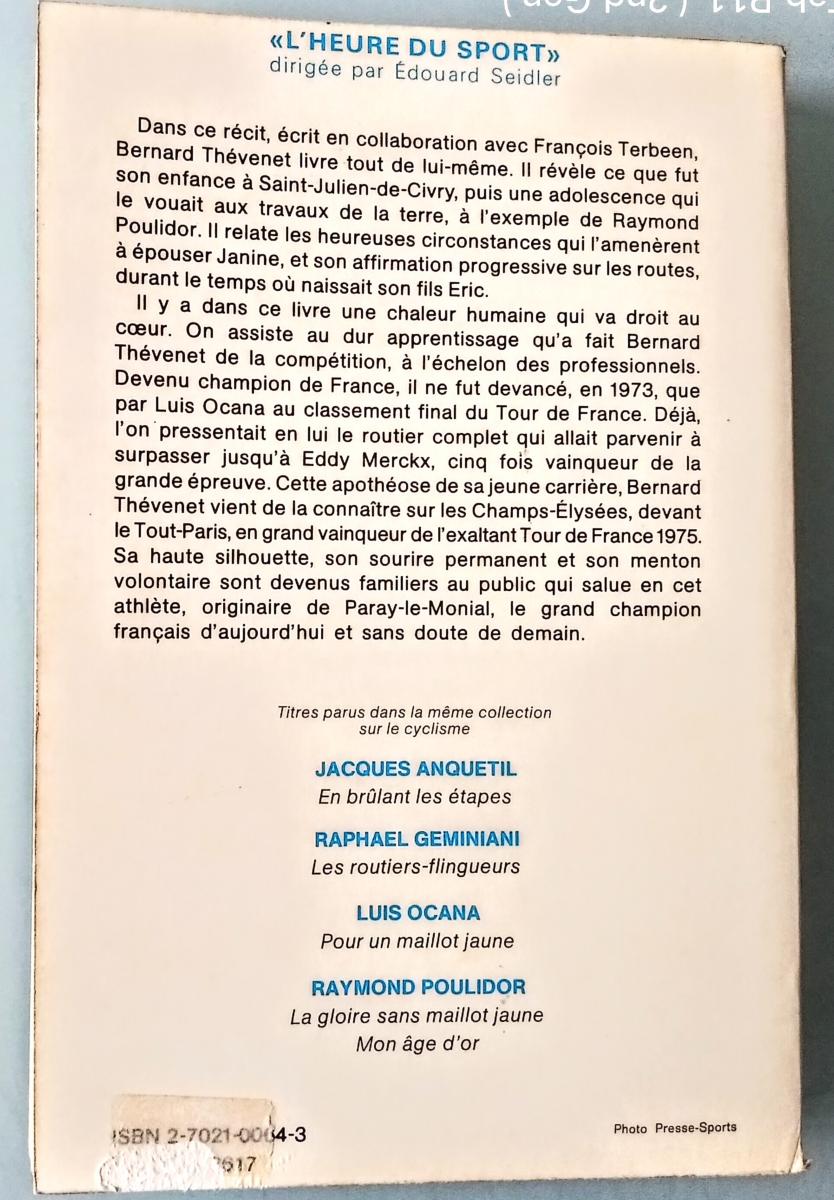 «L'HEURE DU SPORT»
dirigée par Édouard Seidler
Dans ce récit, écrit en collaboration avec François Terbeen,
Bernard Thévenet livre tout de lui-même. Il révèle ce que fut
son enfance à Saint-Julien-de-Civry, puis une adolescence qui
le vouait aux travaux de la terre, à l'exemple de Raymond
Poulidor. Il relate les heureuses circonstances qui l'amenèrent
à épouser Janine, et son affirmation progressive sur les routes,
durant le temps où naissait son fils Eric.
Il y a dans ce livre une chaleur humaine qui va droit au
cœur. On assiste au dur apprentissage qu'a fait Bernard
Thévenet de la compétition, à l'échelon des professionnels.
Devenu champion de France, il ne fut devancé, en 1973, que
par Luis Ocana au classement final du Tour de France. Déjà,
l'on pressentait en lui le routier complet qui allait parvenir à
surpasser jusqu'à Eddy Merckx, cinq fois vainqueur de la
grande épreuve. Cette apothéose de sa jeune carrière, Bernard
Thévenet vient de la connaître sur les Champs-Élysées, devant
le Tout-Paris, en grand vainqueur de l'exaltant Tour de France 1975.
Sa haute silhouette, son sourire permanent et son menton
volontaire sont devenus familiers au public qui salue en cet
athlète, originaire de Paray-le-Monial, le grand champion
français d'aujourd'hui et sans doute de demain.
Titres parus dans la même collection
sur le cyclisme
JACQUES ANQUETIL
En brûlant les étapes
RAPHAEL GEMINIANI
Les routiers-flingueurs
LUIS OCANA
Pour un maillot jaune
RAYMOND POULIDOR
La gloire sans maillot jaune
Mon âge d'or
ISBN 2-7021-0064-3
Photo Presse-Sports